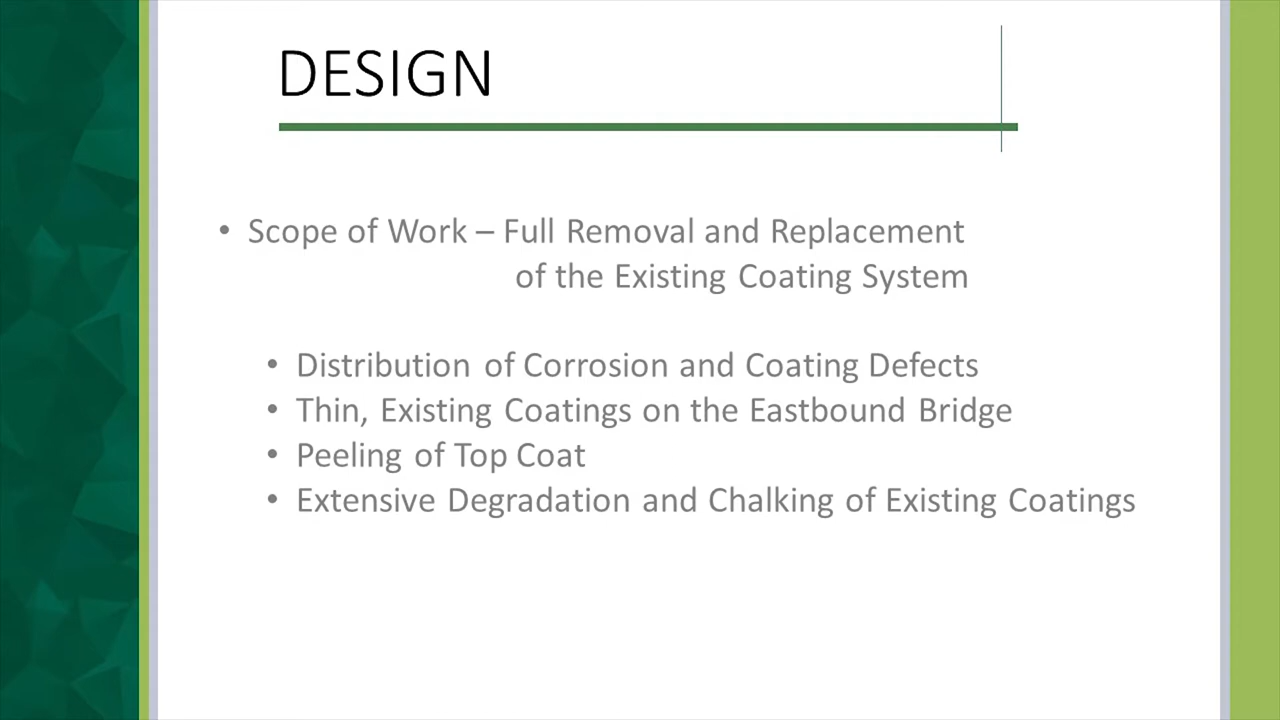 DESIGN
• Scope of Work – Full Removal and Replacement
of the Existing Coating System
• Distribution of Corrosion and Coating Defects
• Thin, Existing Coatings on the Eastbound Bridge
• Peeling of Top Coat
• Extensive Degradation and Chalking of Existing Coatings